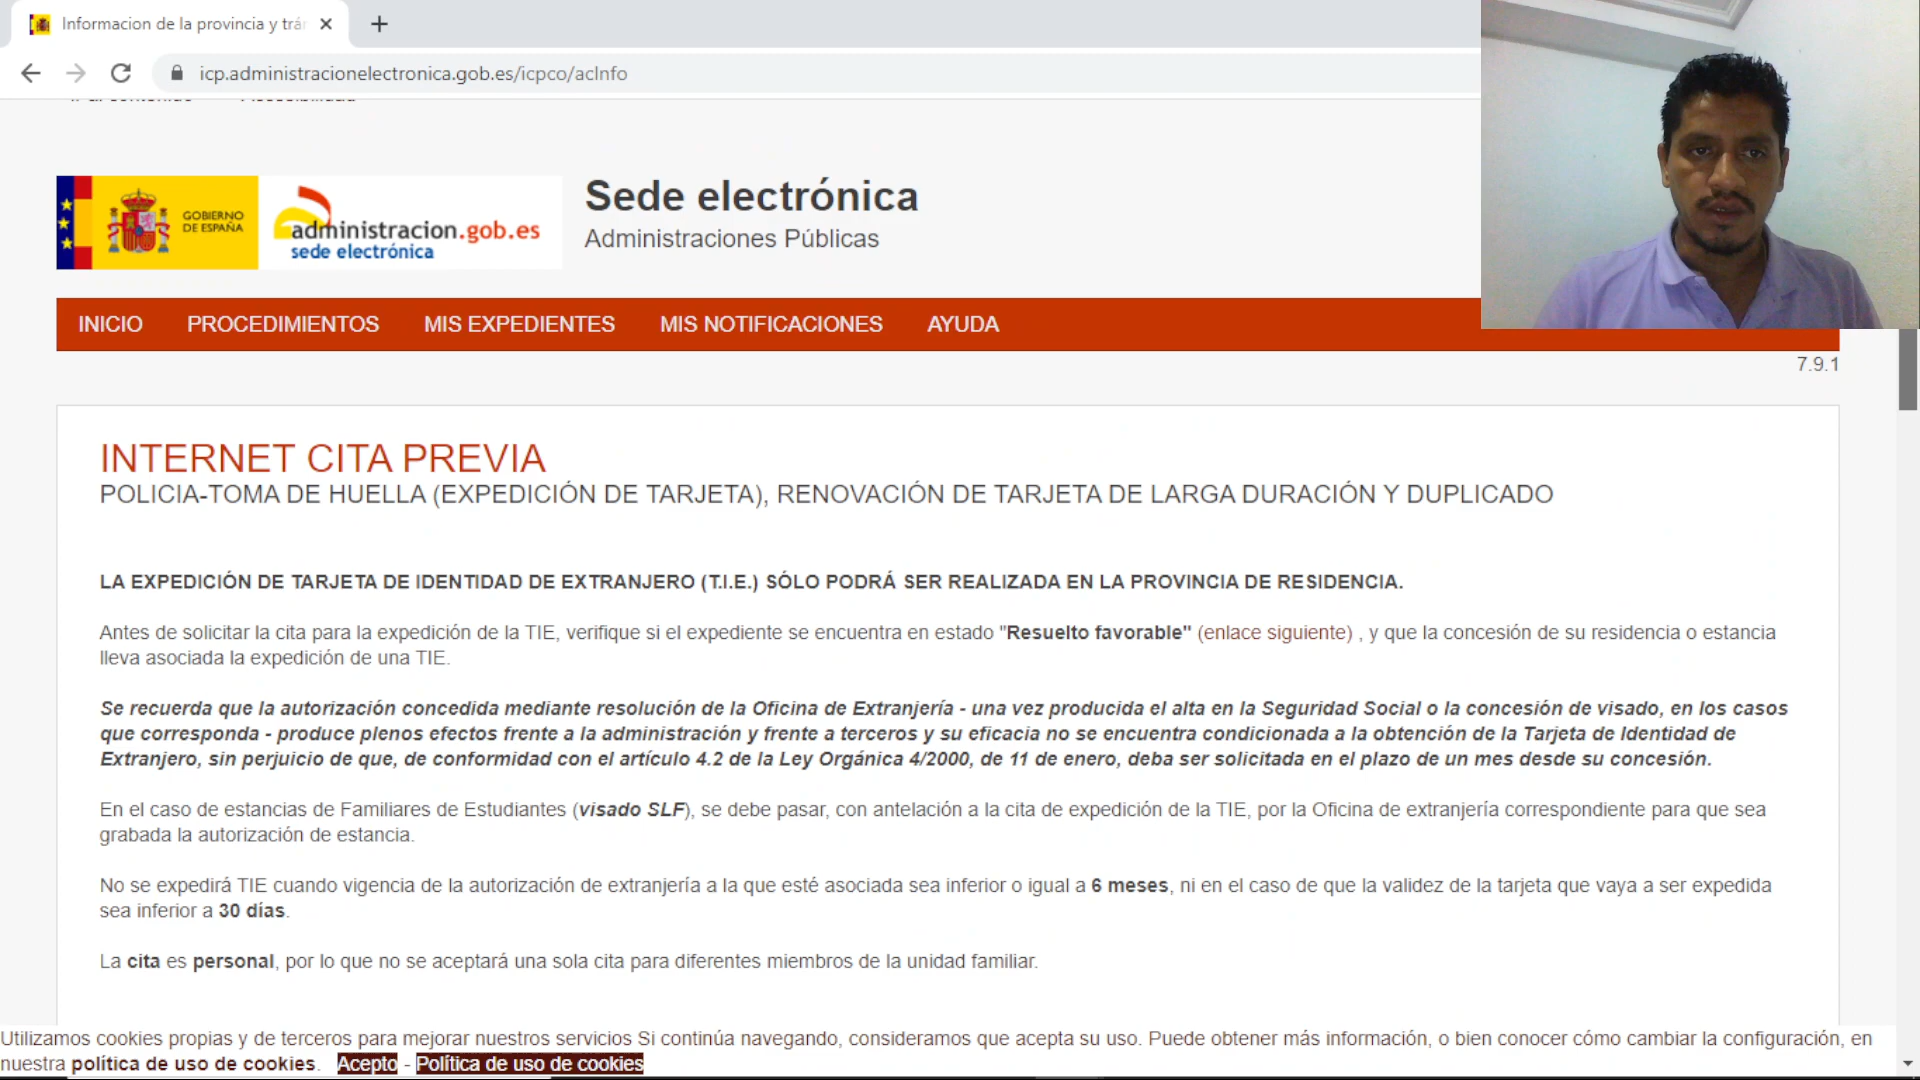 Informacion de la provincia y trá
icp.administracionelectronica.gob.es/icpco/acInfo
GOBIERNO
DE ESPAÑA
administracion.gob.es
sede electrónica
Sede electrónica
Administraciones Públicas
INICIO PROCEDIMIENTOS MIS EXPEDIENTES MIS NOTIFICACIONES AYUDA
7.9.1
INTERNET CITA PREVIA
POLICIA-TOMA DE HUELLA (EXPEDICIÓN DE TARJETA), RENOVACIÓN DE TARJETA DE LARGA DURACIÓN Y DUPLICADO
LA EXPEDICIÓN DE TARJETA DE IDENTIDAD DE EXTRANJERO (T.I.E.) SÓLO PODRÁ SER REALIZADA EN LA PROVINCIA DE RESIDENCIA.
Antes de solicitar la cita para la expedición de la TIE, verifique si el expediente se encuentra en estado "Resuelto favorable" (enlace siguiente) , y que la concesión de su residencia o estancia
lleva asociada la expedición de una TIE.
Se recuerda que la autorización concedida mediante resolución de la Oficina de Extranjería - una vez producida el alta en la Seguridad Social o la concesión de visado, en los casos
que corresponda - produce plenos efectos frente a la administración y frente a terceros y su eficacia no se encuentra condicionada a la obtención de la Tarjeta de Identidad de
Extranjero, sin perjuicio de que, de conformidad con el artículo 4.2 de la Ley Orgánica 4/2000, de 11 de enero, deba ser solicitada en el plazo de un mes desde su concesión.
En el caso de estancias de Familiares de Estudiantes (visado SLF), se debe pasar, con antelación a la cita de expedición de la TIE, por la Oficina de extranjería correspondiente para que sea
grabada la autorización de estancia.
No se expedirá TIE cuando vigencia de la autorización de extranjería a la que esté asociada sea inferior o igual a 6 meses, ni en el caso de que la validez de la tarjeta que vaya a ser expedida
sea inferior a 30 días.
La cita es personal, por lo que no se aceptará una sola cita para diferentes miembros de la unidad familiar.
Utilizamos cookies propias y de terceros para mejorar nuestros servicios Si continúa navegando, consideramos que acepta su uso. Puede obtener más información, o bien conocer cómo cambiar la configuración, en
nuestra política de uso de cookies. Acepto - Política de uso de cookies